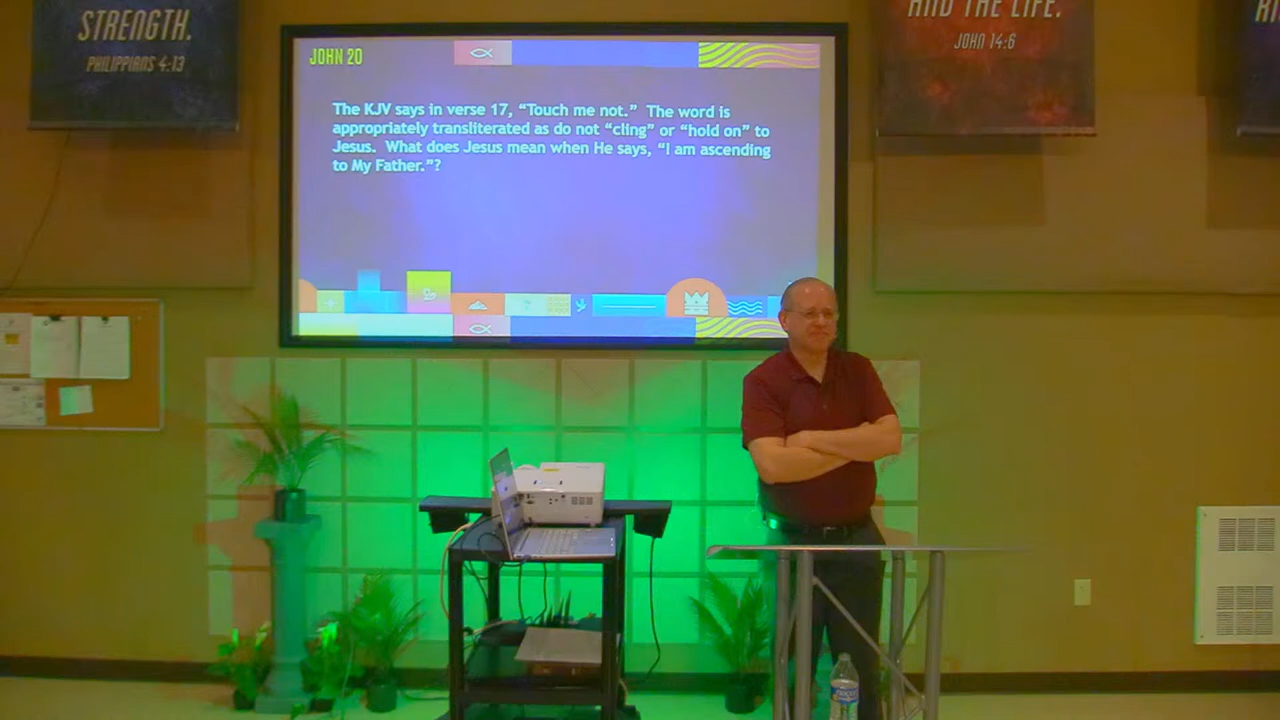 STRENGTH.
PHILIPPIANS 4:13
AND THE LIFE.
JOHN 14:6
JOHN 20
The KJV says in verse 17, “Touch me not.” The word is
appropriately transliterated as do not “cling” or “hold on” to
Jesus. What does Jesus mean when He says, “I am ascending
to My Father.”?